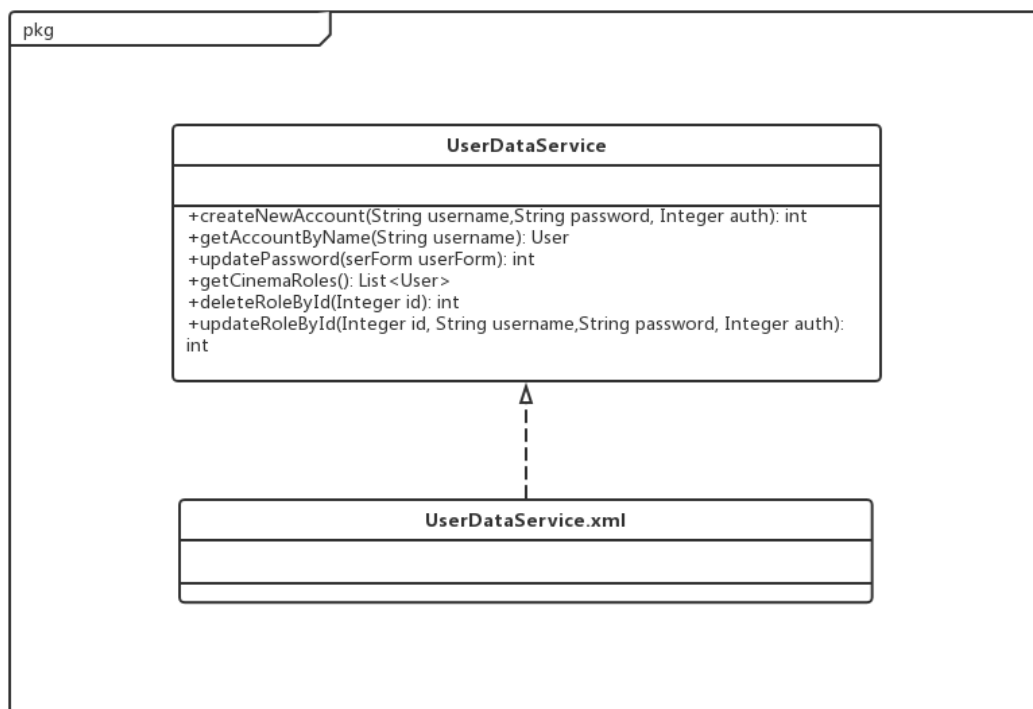 pkg
UserDataService
+createNewAccount(String username,String password, Integer auth): int
+getAccountByName(String username): User
+updatePassword(serForm userForm): int
+getCinemaRoles(): List<User>
+deleteRoleById(Integer id): int
+updateRoleById(Integer id, String username,String password, Integer auth):
int
UserDataService.xml